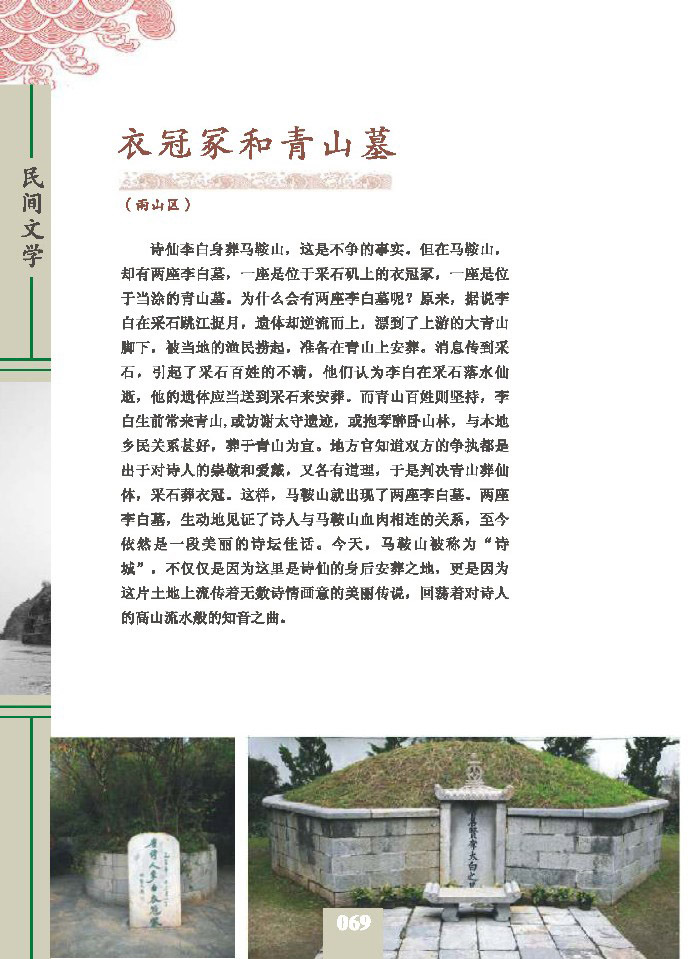 衣冠冢和青山墓
（雨山区）
民间文学
诗仙李白身葬马鞍山，这是不争的事实。但在马鞍山，
却有两座李白墓，一座是位于采石矶上的衣冠冢，一座是位
于当涂的青山墓。为什么会有两座李白墓呢？原来，据说李
白在采石跳江捉月，遗体却逆流而上，漂到了上游的大青山
脚下，被当地的渔民捞起，准备在青山上安葬。消息传到采
石，引起了采石百姓的不满，他们认为李白在采石落水仙
逝，他的遗体应当送到采石来安葬。而青山百姓则坚持，李
白生前常来青山,或访谢太守遗迹，或抱琴醉卧山林，与本地
乡民关系甚好，葬于青山为宜。地方官知道双方的争执都是
出于对诗人的崇敬和爱戴，又各有道理，于是判决青山葬仙
体，采石葬衣冠。这样，马鞍山就出现了两座李白墓。两座
李白墓，生动地见证了诗人与马鞍山血肉相连的关系，至今
依然是一段美丽的诗坛佳话。今天，马鞍山被称为“诗
城”，不仅仅是因为这里是诗仙的身后安葬之地，更是因为
这片土地上流传着无数诗情画意的美丽传说，回荡着对诗人
的高山流水般的知音之曲。
唐诗人李白衣冠冢
唐贤李太白之墓
069